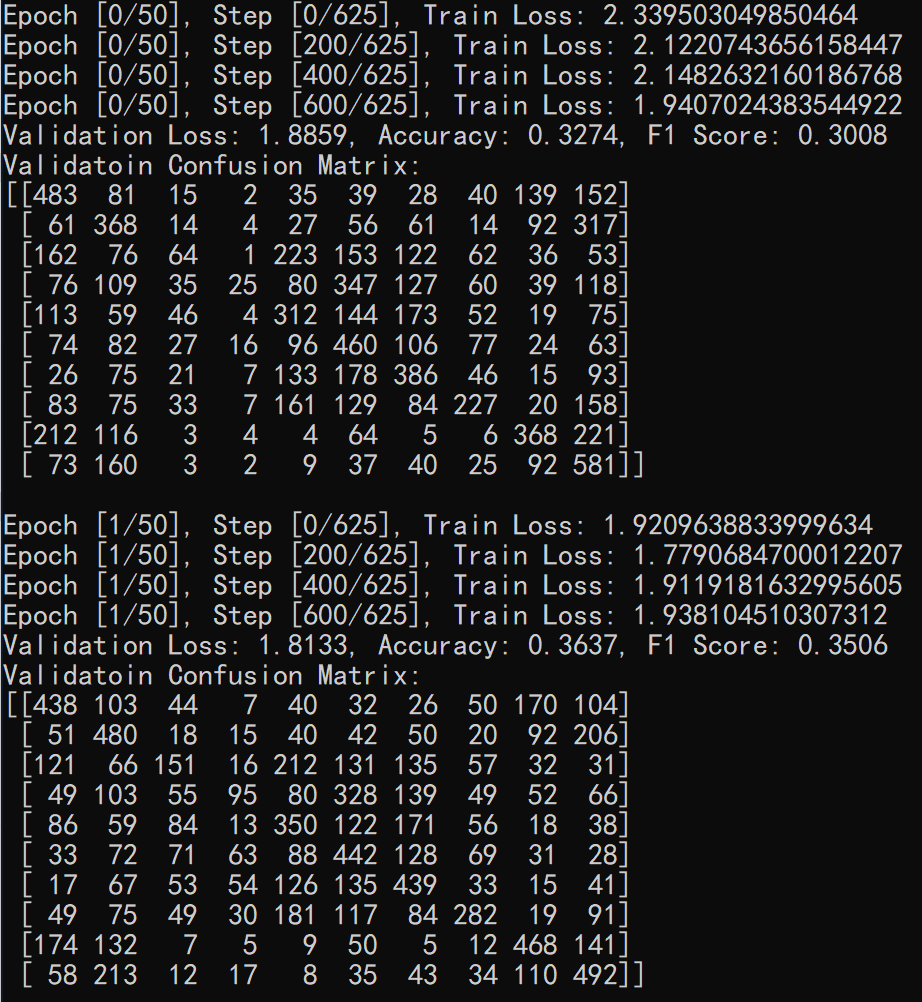 Epoch [0/50], Step [0/625], Train Loss: 2.339503049850464
Epoch [0/50], Step [200/625], Train Loss: 2.1220743656158447
Epoch [0/50], Step [400/625], Train Loss: 2.1482632160186768
Epoch [0/50], Step [600/625], Train Loss: 1.9407024383544922
Validation Loss: 1.8859, Accuracy: 0.3274, F1 Score: 0.3008
Validatoin Confusion Matrix:
[[483  81  15   2  35  39  28  40 139 152]
 [ 61 368  14   4  27  56  61  14  92 317]
 [162  76  64   1 223 153 122  62  36  53]
 [ 76 109  35  25  80 347 127  60  39 118]
 [113  59  46   4 312 144 173  52  19  75]
 [ 74  82  27  16  96 460 106  77  24  63]
 [ 26  75  21   7 133 178 386  46  15  93]
 [ 83  75  33   7 161 129  84 227  20 158]
 [212 116   3   4   4  64   5   6 368 221]
 [ 73 160   3   2   9  37  40  25  92 581]]
Epoch [1/50], Step [0/625], Train Loss: 1.9209638833999634
Epoch [1/50], Step [200/625], Train Loss: 1.7790684700012207
Epoch [1/50], Step [400/625], Train Loss: 1.9119181632995605
Epoch [1/50], Step [600/625], Train Loss: 1.938104510307312
Validation Loss: 1.8133, Accuracy: 0.3637, F1 Score: 0.3506
Validatoin Confusion Matrix:
[[438 103  44   7  40  32  26  50 170 104]
 [ 51 480  18  15  40  42  50  20  92 206]
 [121  66 151  16 212 131 135  57  32  31]
 [ 49 103  55  95  80 328 139  49  52  66]
 [ 86  59  84  13 350 122 171  56  18  38]
 [ 33  72  71  63  88 442 128  69  31  28]
 [ 17  67  53  54 126 135 439  33  15  41]
 [ 49  75  49  30 181 117  84 282  19  91]
 [174 132   7   5   9  50   5  12 468 141]
 [ 58 213  12  17   8  35  43  34 110 492]]